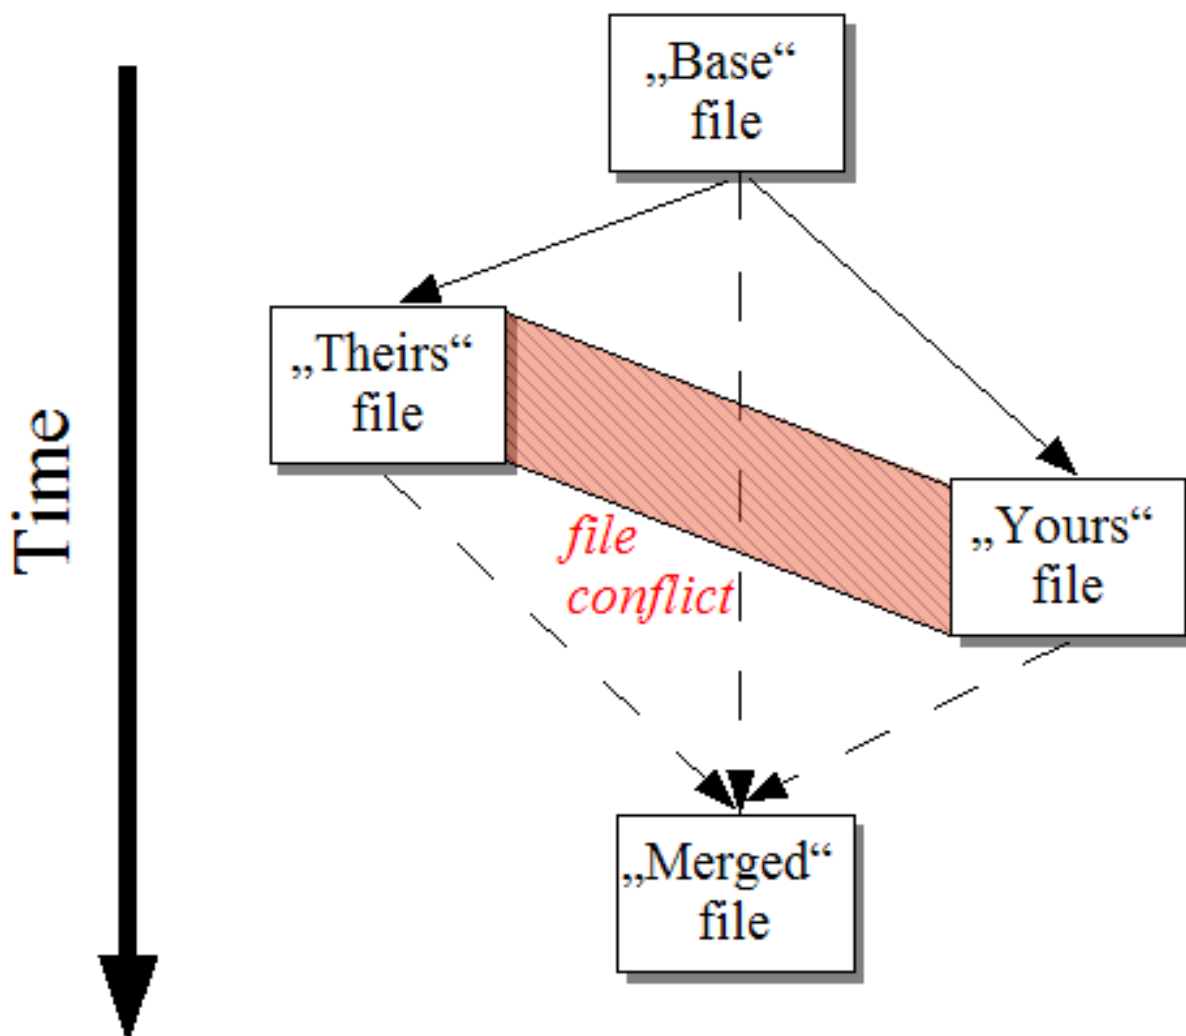 „Base“
file
„Theirs“
file
Time
„Yours“
file
file
conflict
„Merged“
file